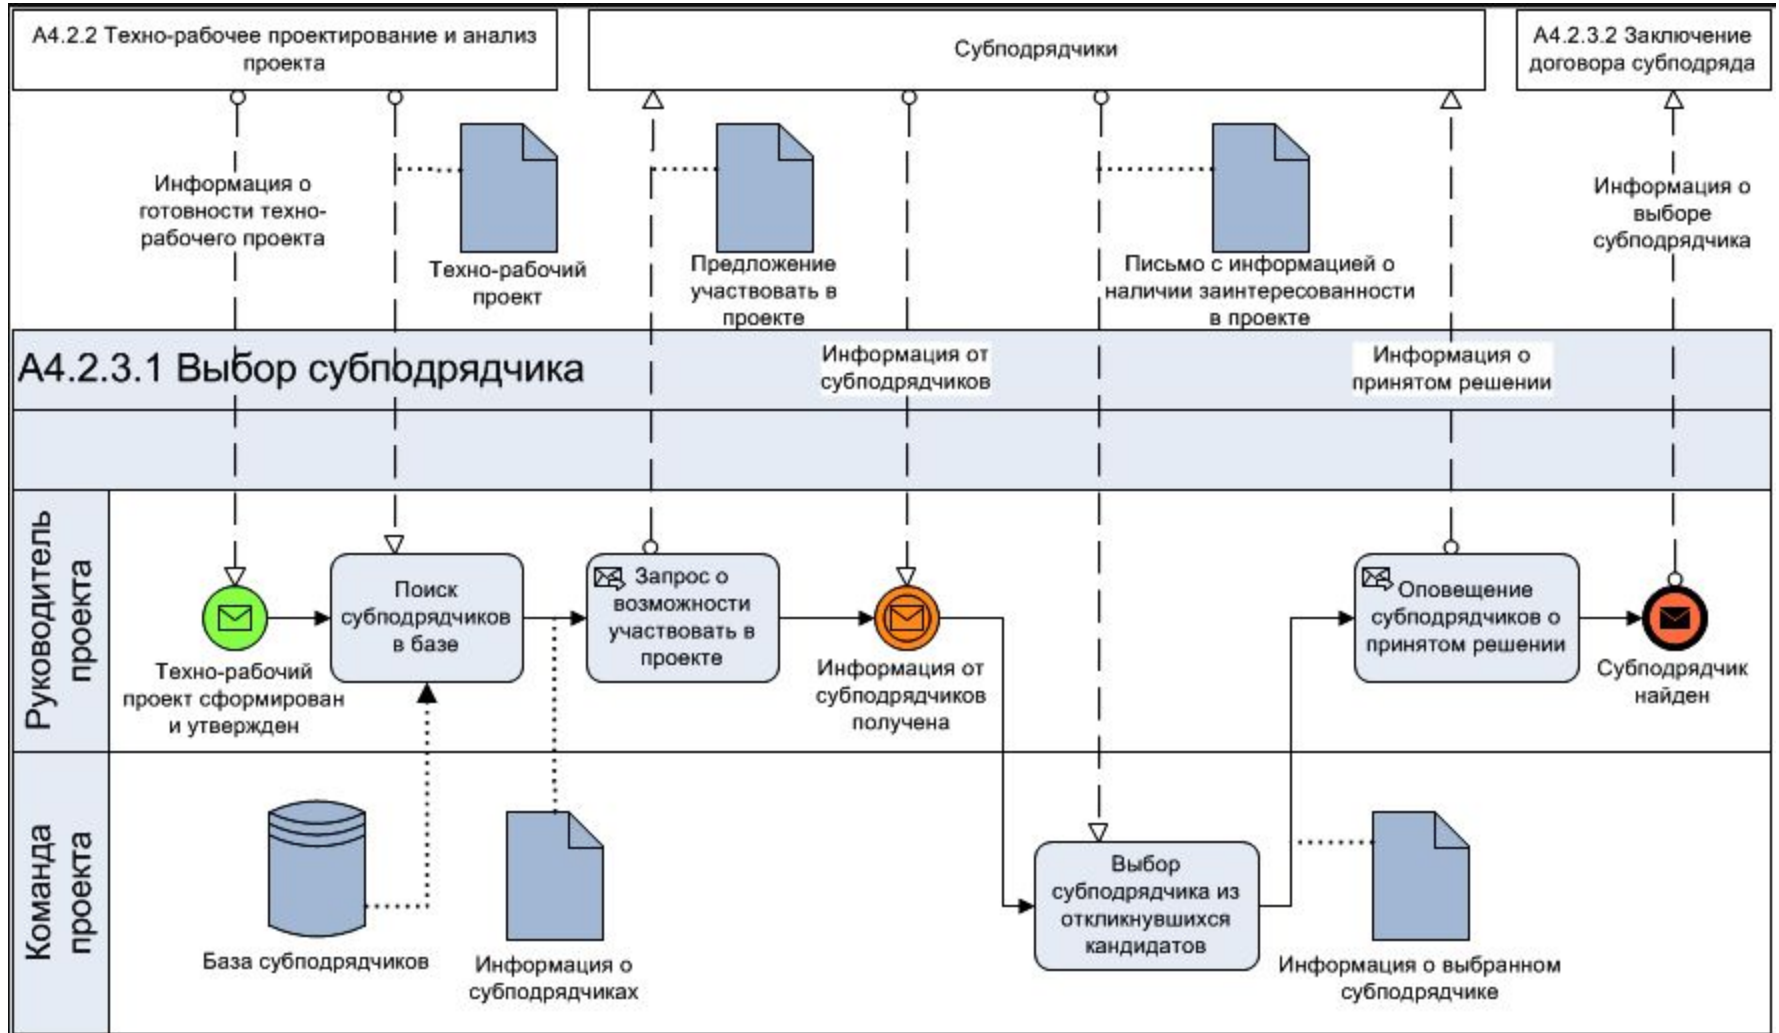 А4.2.2 Техно-рабочее проектирование и анализ
проекта
Субподрядчики
А4.2.3.2 Заключение
договора субподряда
Информация о
готовности техно-
рабочего проекта
Техно-рабочий
проект
Предложение
участвовать в
проекте
Письмо с информацией о
наличии заинтересованности
в проекте
Информация о
выборе
субподрядчика
А4.2.3.1 Выбор субподрядчика
Информация от
субподрядчиков
Информация о
принятом решении
Руководитель
проекта
Техно-рабочий
проект сформирован
и утвержден
Поиск
субподрядчиков
в базе
Запрос о
возможности
участвовать в
проекте
Информация от
субподрядчиков
получена
Оповещение
субподрядчиков о
принятом решении
Субподрядчик
найден
Команда
проекта
База субподрядчиков
Информация о
субподрядчиках
Выбор
субподрядчика из
откликнувшихся
кандидатов
Информация о выбранном
субподрядчике